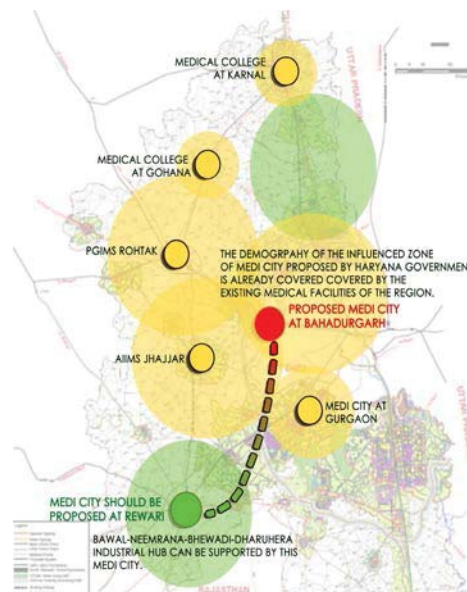 MEDICAL COLLEGE
AT KARNAL
UTTAR PRADESH
MEDICAL COLLEGE
AT GOHANA
PGIMS ROHTAK
THE DEMOGRPAHY OF THE INFLUENCED ZONE
OF MEDI CITY PROPOSED BY HARYANA GOVERNMENT
IS ALREADY COVERED COVERED BY THE
EXISTING MEDICAL FACILITIES OF THE REGION.
PROPOSED MEDI CITY
AT BAHADURGARH
AIIMS JHAJJAR
MEDI CITY AT
GURGAON
MEDI CITY SHOULD BE
PROPOSED AT REWARI
BAWAL-NEEMRANA-BHEWADI-DHARUHERA
INDUSTRIAL HUB CAN BE SUPPORTED BY THIS
MEDI CITY.
RAJASTHAN